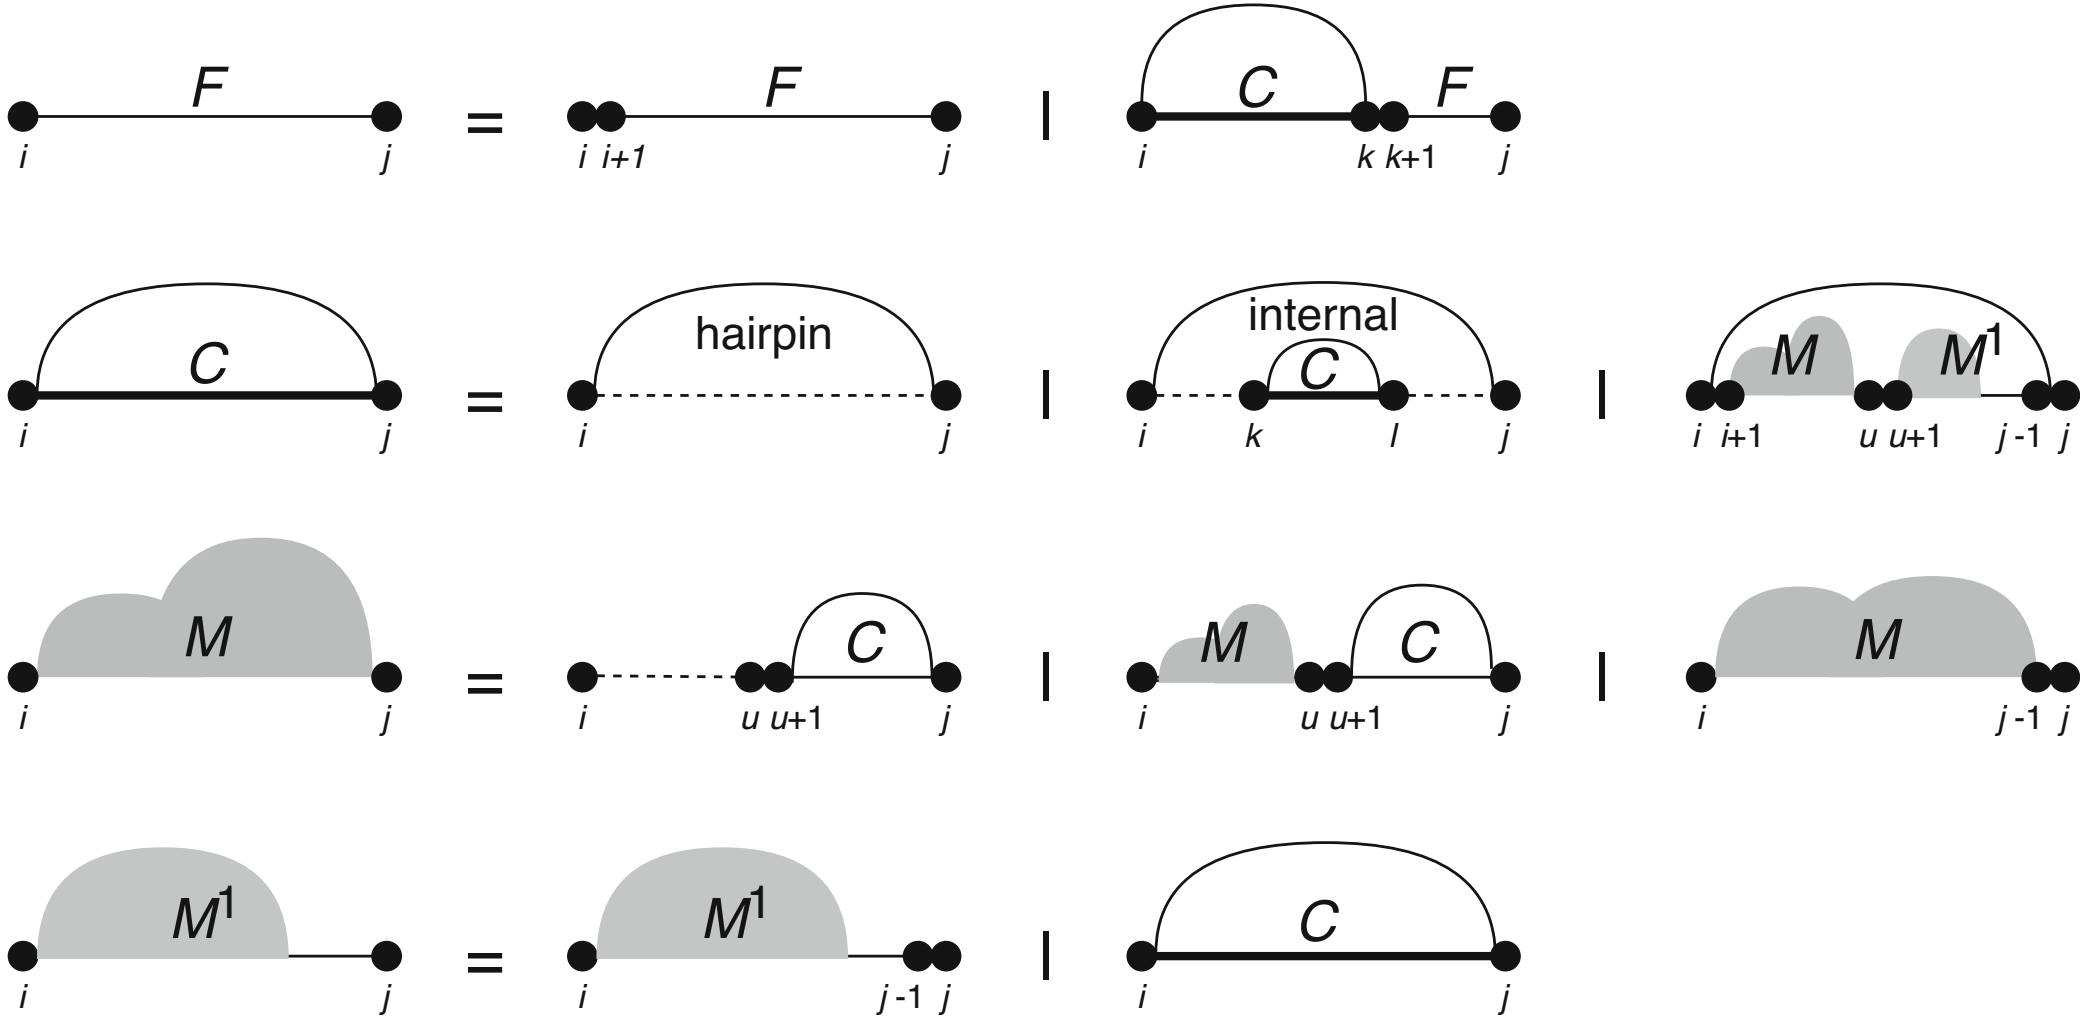 F = F | C F
i j i i+1 j i k k+1 j
C = hairpin | internal C | M M¹
i j i j i k l j i i+1 u u+1 j-1 j
M = C | M C | M
i j i u u+1 j i u u+1 j i j-1 j
M¹ = M¹ | C
i j i j-1 j i j